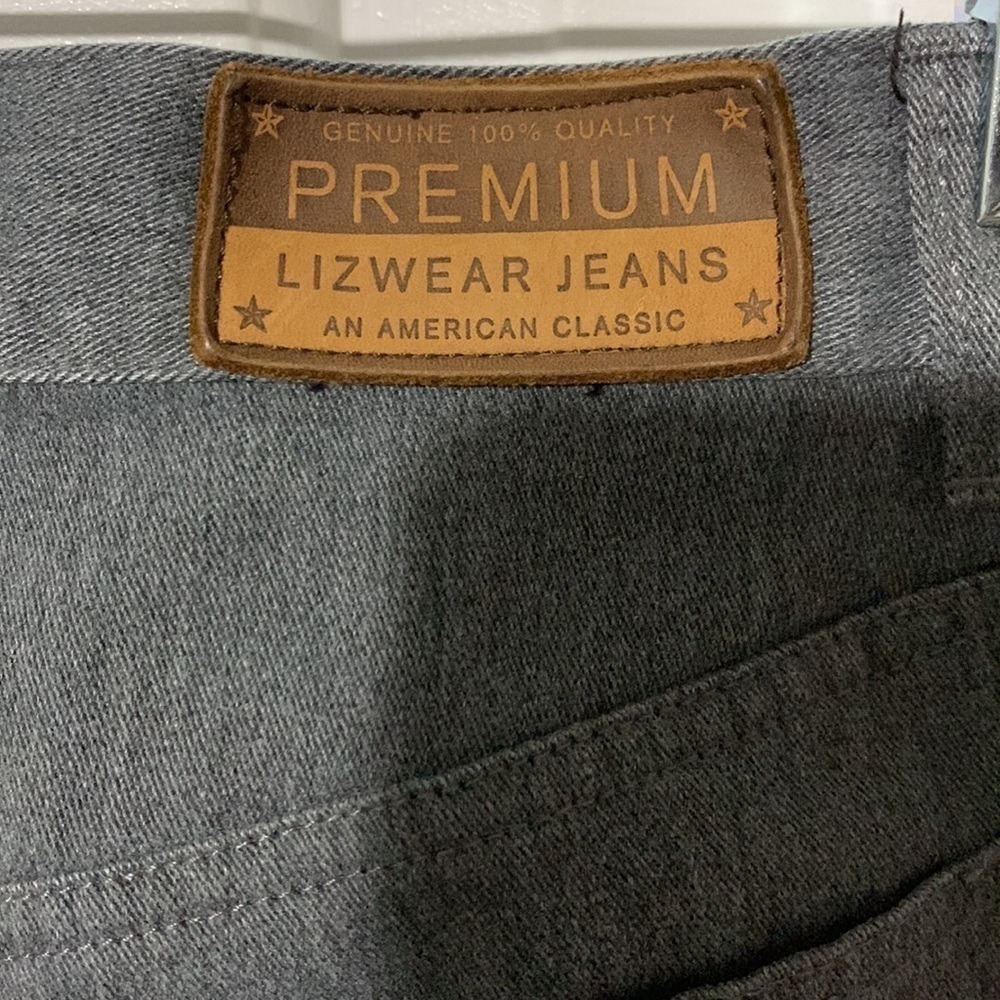 GENUINE 100% QUALITY
PREMIUM
LIZWEAR JEANS
AN AMERICAN CLASSIC